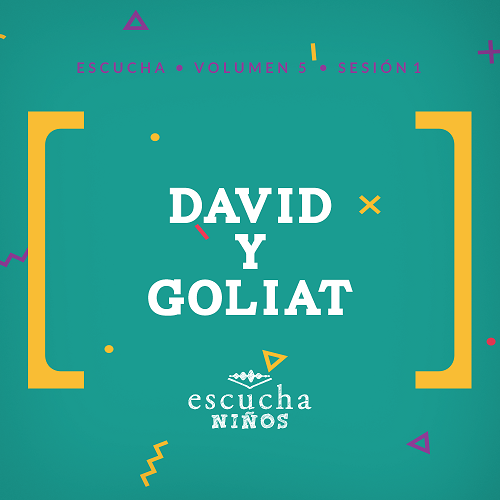 ESCUCHA • VOLUMEN 5 • SESIÓN 1
DAVID
Y
GOLIAT
escucha
NIÑOS